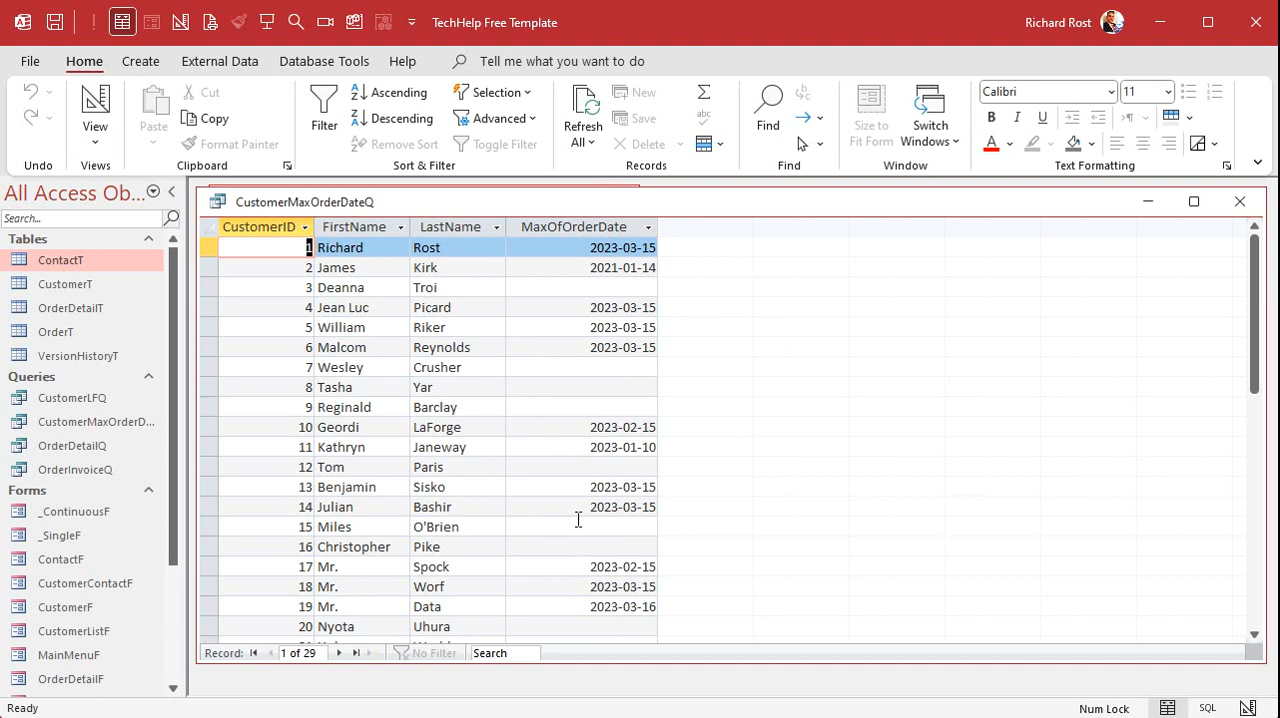 TechHelp Free Template
Richard Rost
File Home Create External Data Database Tools Help Tell me what you want to do
View
Paste
Cut
Copy
Format Painter
Filter
Ascending
Descending
Remove Sort
Selection
Advanced
Toggle Filter
Refresh
All
New
Save
Delete
Find
Size to
Fit Form
Switch
Windows
Calibri 11
B I U
A
Undo Views Clipboard Sort & Filter Records Find Window Text Formatting
All Access Ob...
Search...
Tables
ContactT
CustomerT
OrderDetailT
OrderT
VersionHistoryT
Queries
CustomerLFQ
CustomerMaxOrderD...
OrderDetailQ
OrderInvoiceQ
Forms
_ContinuousF
_SingleF
ContactF
CustomerContactF
CustomerF
CustomerListF
MainMenuF
OrderDetailF
CustomerMaxOrderDateQ
CustomerID FirstName LastName MaxOfOrderDate
1 Richard Rost 2023-03-15
2 James Kirk 2021-01-14
3 Deanna Troi
4 Jean Luc Picard 2023-03-15
5 William Riker 2023-03-15
6 Malcom Reynolds 2023-03-15
7 Wesley Crusher
8 Tasha Yar
9 Reginald Barclay
10 Geordi LaForge 2023-02-15
11 Kathryn Janeway 2023-01-10
12 Tom Paris
13 Benjamin Sisko 2023-03-15
14 Julian Bashir 2023-03-15
15 Miles O'Brien
16 Christopher Pike
17 Mr. Spock 2023-02-15
18 Mr. Worf 2023-03-15
19 Mr. Data 2023-03-16
20 Nyota Uhura
Record: 1 of 29 No Filter Search
Ready
Num Lock SQL